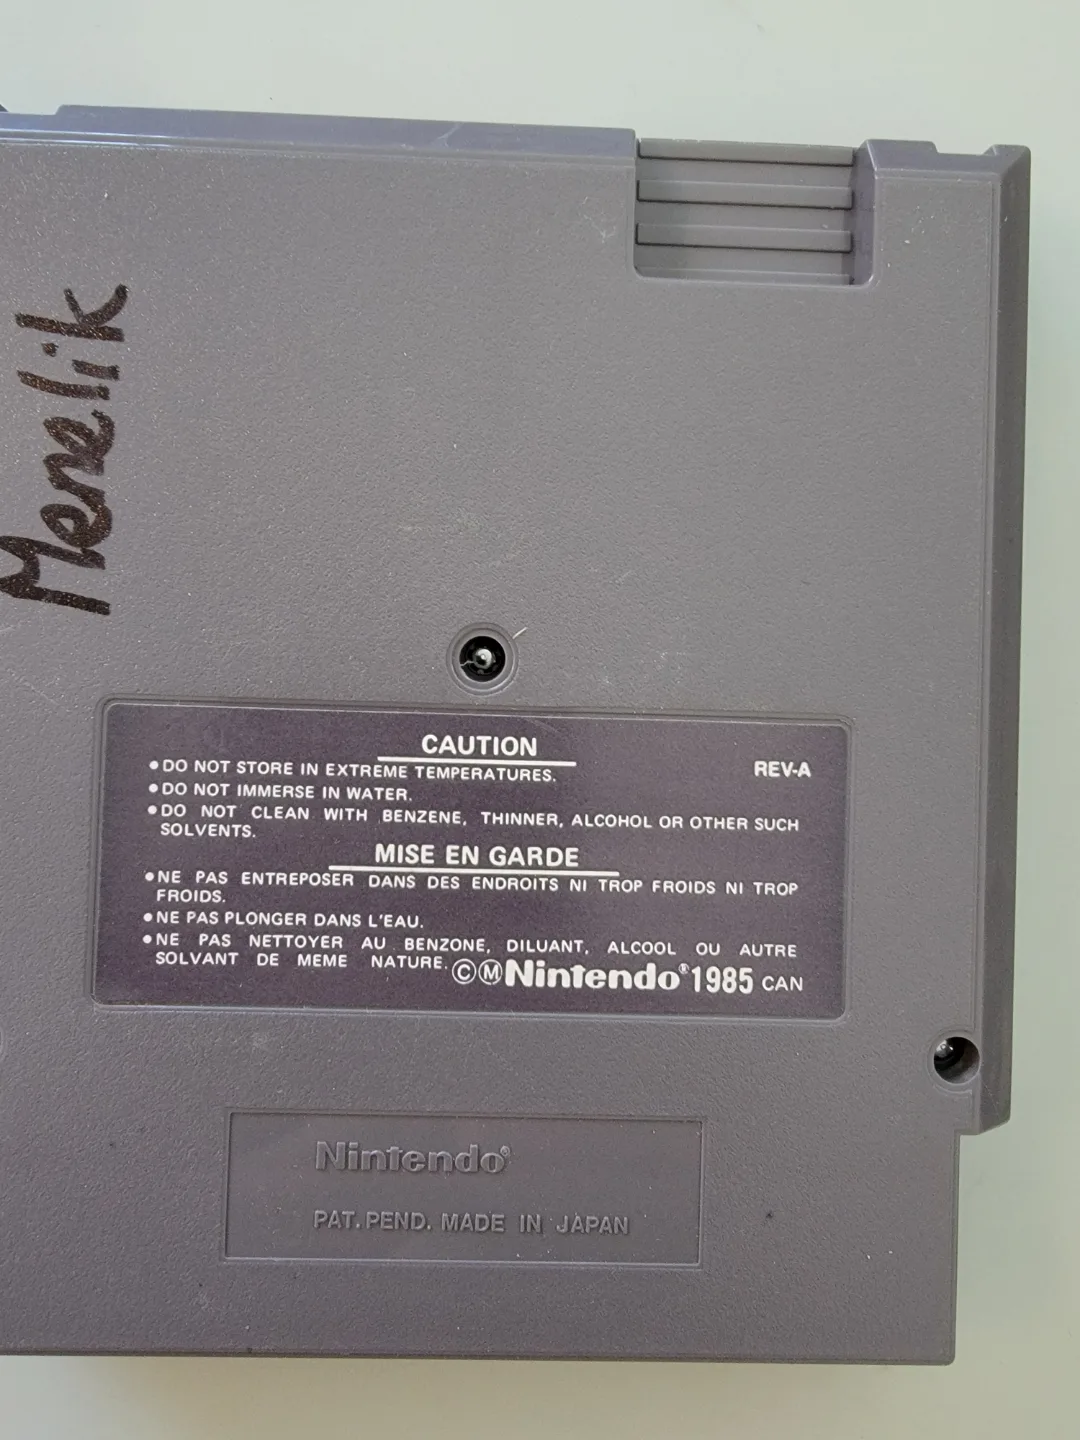 Menelik
CAUTION
•DO NOT STORE IN EXTREME TEMPERATURES.
REV-A
•DO NOT IMMERSE IN WATER.
•DO NOT CLEAN WITH BENZENE, THINNER, ALCOHOL OR OTHER SUCH
SOLVENTS.
MISE EN GARDE
•NE PAS ENTREPOSER DANS DES ENDROITS NI TROP FROIDS NI TROP
FROIDS.
•NE PAS PLONGER DANS L'EAU.
•NE PAS NETTOYER AU BENZONE, DILUANT, ALCOOL OU AUTRE
SOLVANT DE MEME NATURE.
©ⓂNintendo® 1985 CAN
Nintendo®
PAT. PEND. MADE IN JAPAN